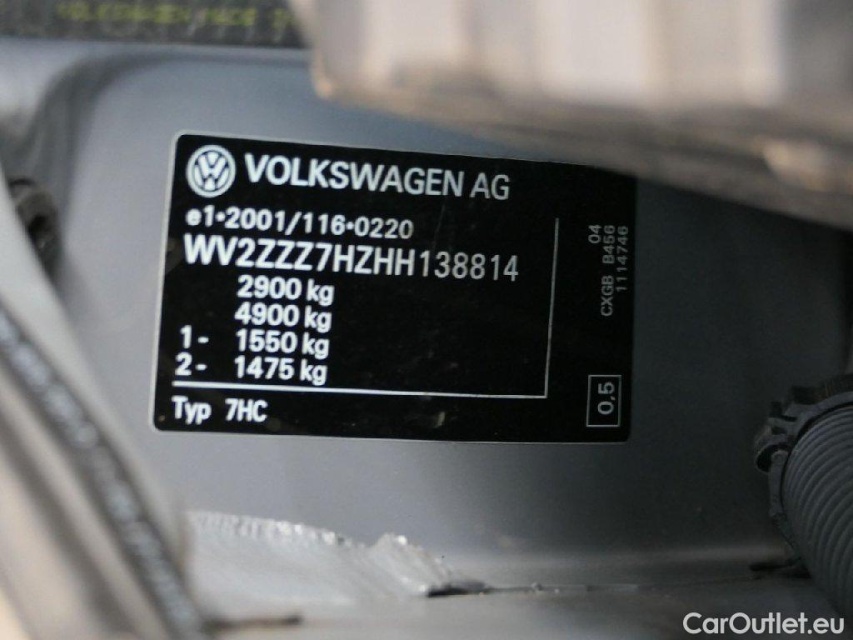 VOLKSWAGEN AG
e1*2001/116*0220
WV2ZZZ7HZHH138814
2900 kg
4900 kg
1- 1550 kg
2- 1475 kg
Typ 7HC
04
CXGB B456
1114746
0,5
CarOutlet.eu